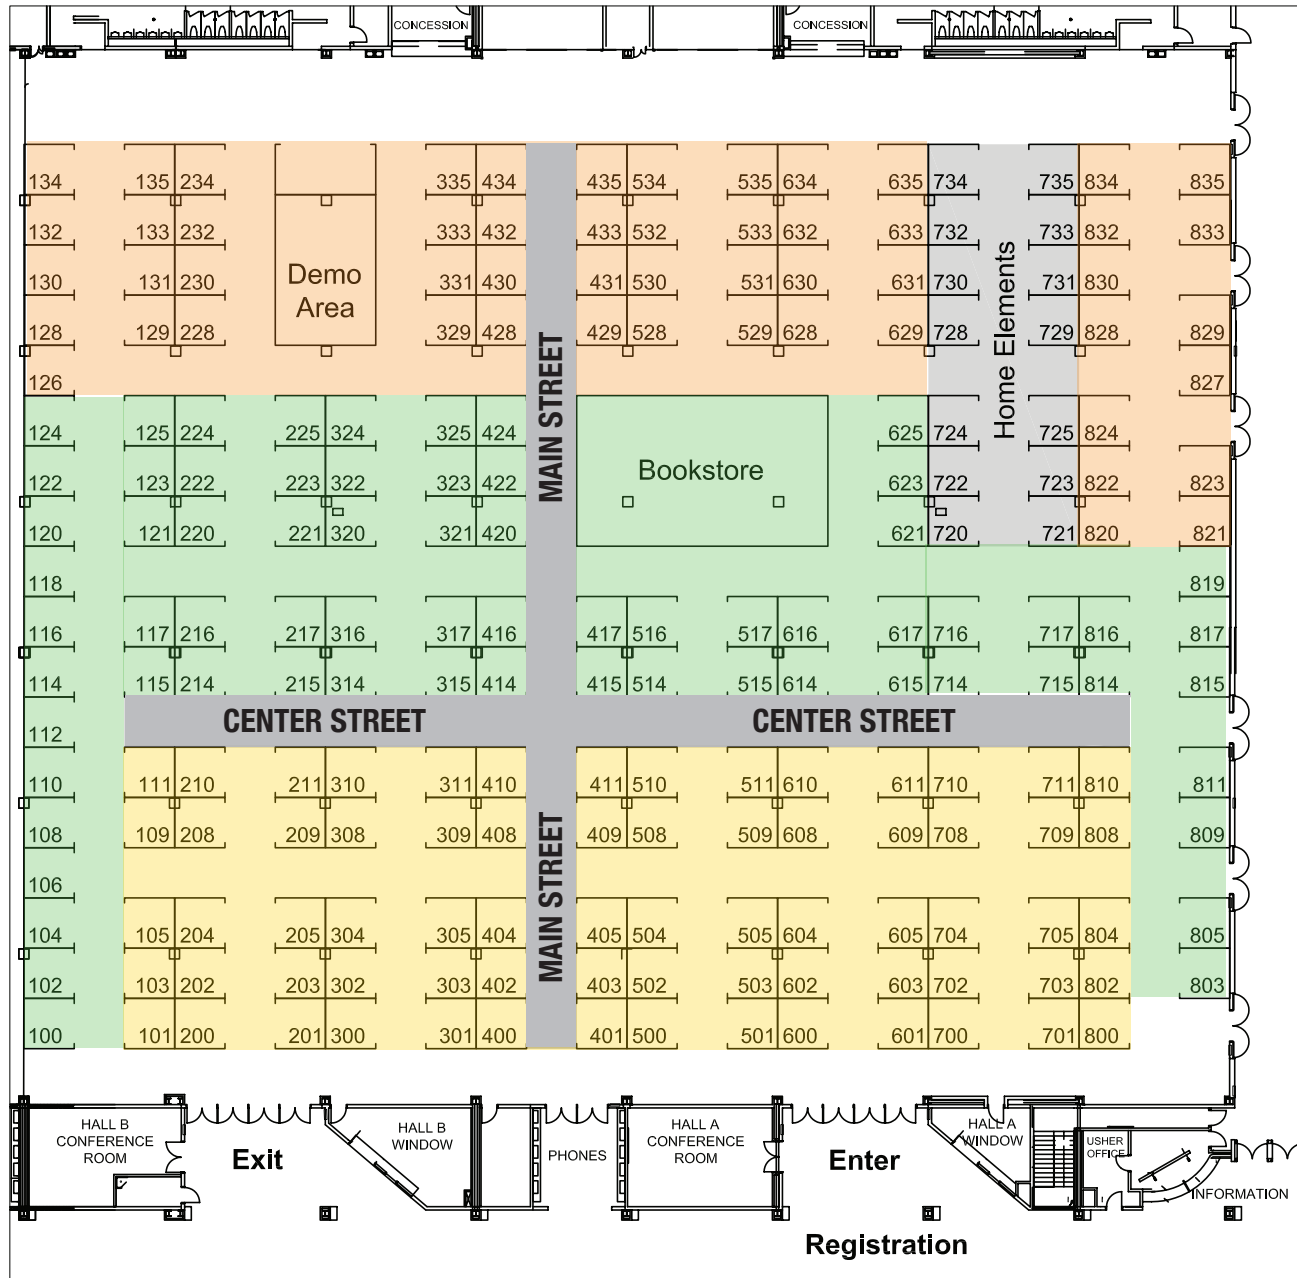 CONCESSION CONCESSION
134 135 234 335 434 435 534 535 634 635 734 735 834 835
132 133 232 333 432 433 532 533 632 633 732 733 832 833
130 131 230 331 430 431 530 531 630 631 730 731 830
Demo
Area
128 129 228 329 428 429 528 529 628 629 728 729 828 829
Home Elements
MAIN STREET
126 827
124 125 224 225 324 325 424 625 724 725 824
Bookstore
122 123 222 223 322 323 422 623 722 723 822 823
120 121 220 221 320 321 420 621 720 721 820 821
118 819
116 117 216 217 316 317 416 417 516 517 616 617 716 717 816 817
114 115 214 215 314 315 414 415 514 515 614 615 714 715 814 815
CENTER STREET CENTER STREET
112
110 111 210 211 310 311 410 411 510 511 610 611 710 711 810 811
108 109 208 209 308 309 408 409 508 509 608 609 708 709 808 809
MAIN STREET
106
104 105 204 205 304 305 404 405 504 505 604 605 704 705 804 805
102 103 202 203 302 303 402 403 502 503 602 603 702 703 802 803
100 101 200 201 300 301 400 401 500 501 600 601 700 701 800
HALL B
CONFERENCE
ROOM
Exit
HALL B
WINDOW
PHONES
HALL A
CONFERENCE
ROOM
Enter
HALL A
WINDOW
USHER
OFFICE
INFORMATION
Registration